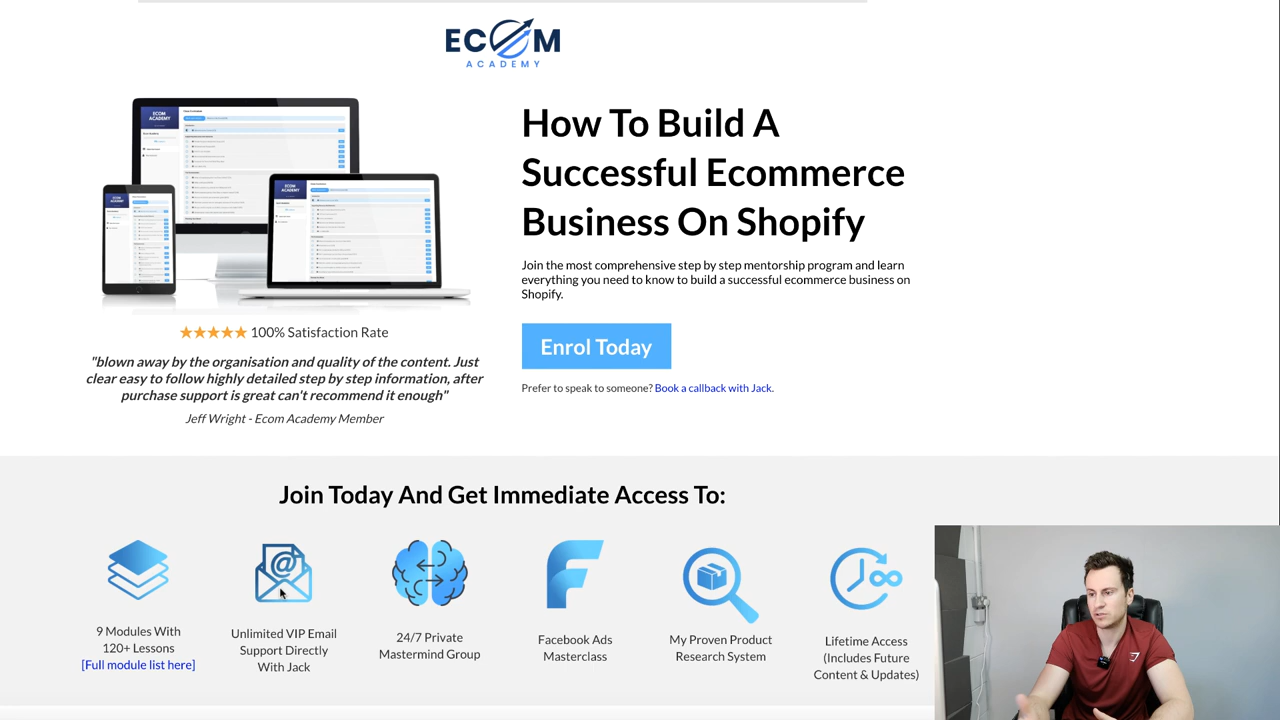 ECOM
ACADEMY
ECOM
ACADEMY
ECOM
ACADEMY
ECOM
ACADEMY
How To Build A
Successful Ecommerce
Business On Shopify
Join the most comprehensive step by step mentorship program and learn
everything you need to know to build a successful ecommerce business on
Shopify.
Enrol Today
Prefer to speak to someone? Book a callback with Jack.
★★★★★ 100% Satisfaction Rate
"blown away by the organisation and quality of the content. Just
clear easy to follow highly detailed step by step information, after
purchase support is great can't recommend it enough"
Jeff Wright - Ecom Academy Member
Join Today And Get Immediate Access To:
9 Modules With
120+ Lessons
[Full module list here]
Unlimited VIP Email
Support Directly
With Jack
24/7 Private
Mastermind Group
Facebook Ads
Masterclass
My Proven Product
Research System
Lifetime Access
(Includes Future
Content & Updates)